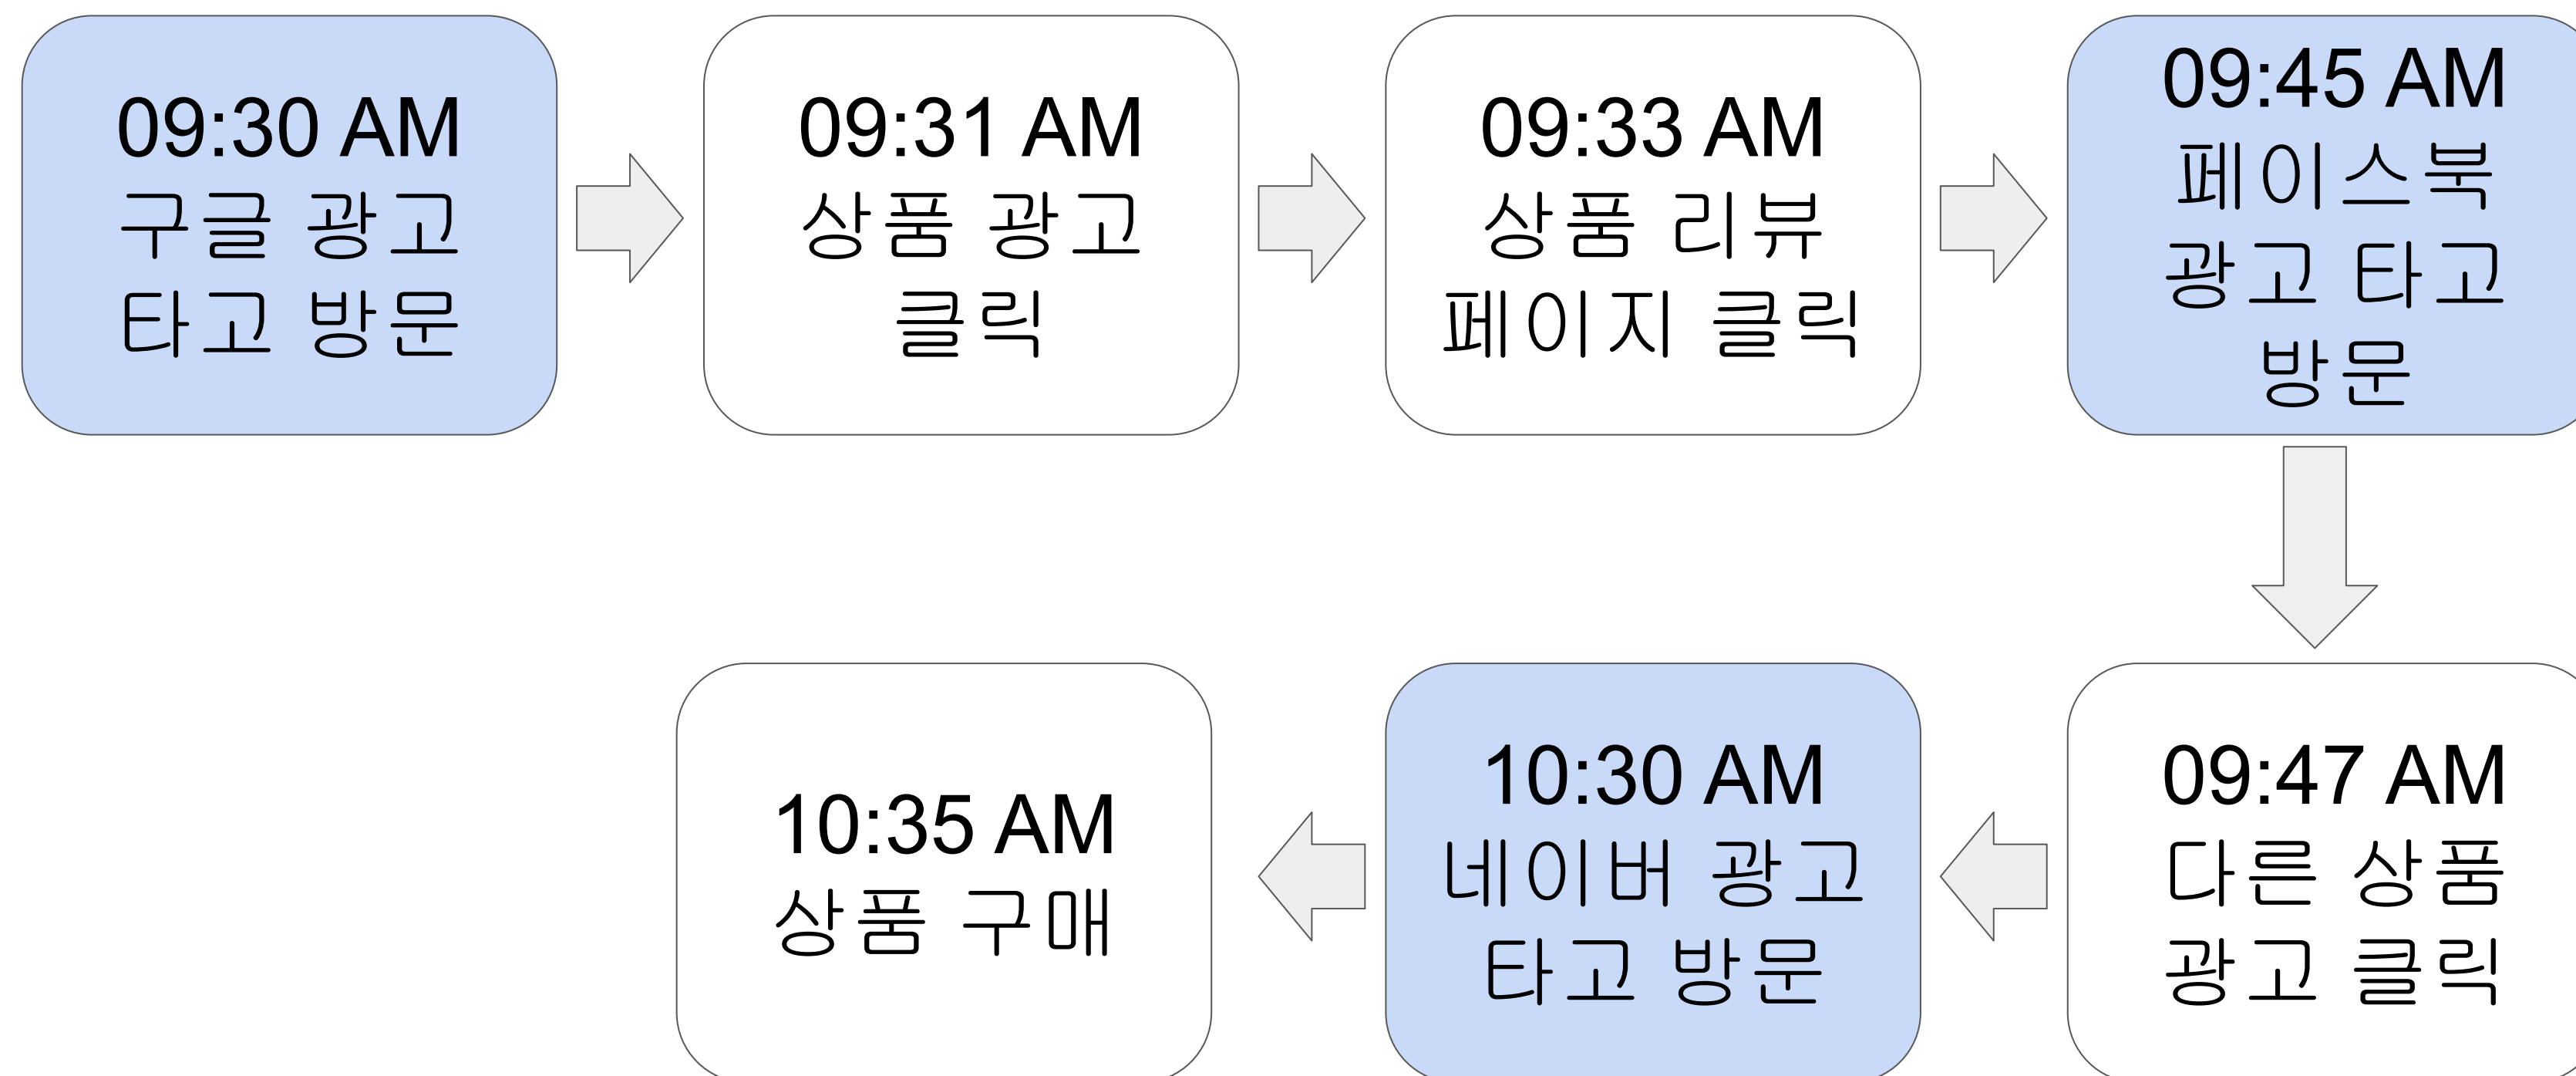 09:30 AM
구글 광고
타고 방문
09:31 AM
상품 광고
클릭
09:33 AM
상품 리뷰
페이지 클릭
09:45 AM
페이스북
광고 타고
방문
09:47 AM
다른 상품
광고 클릭
10:30 AM
네이버 광고
타고 방문
10:35 AM
상품 구매